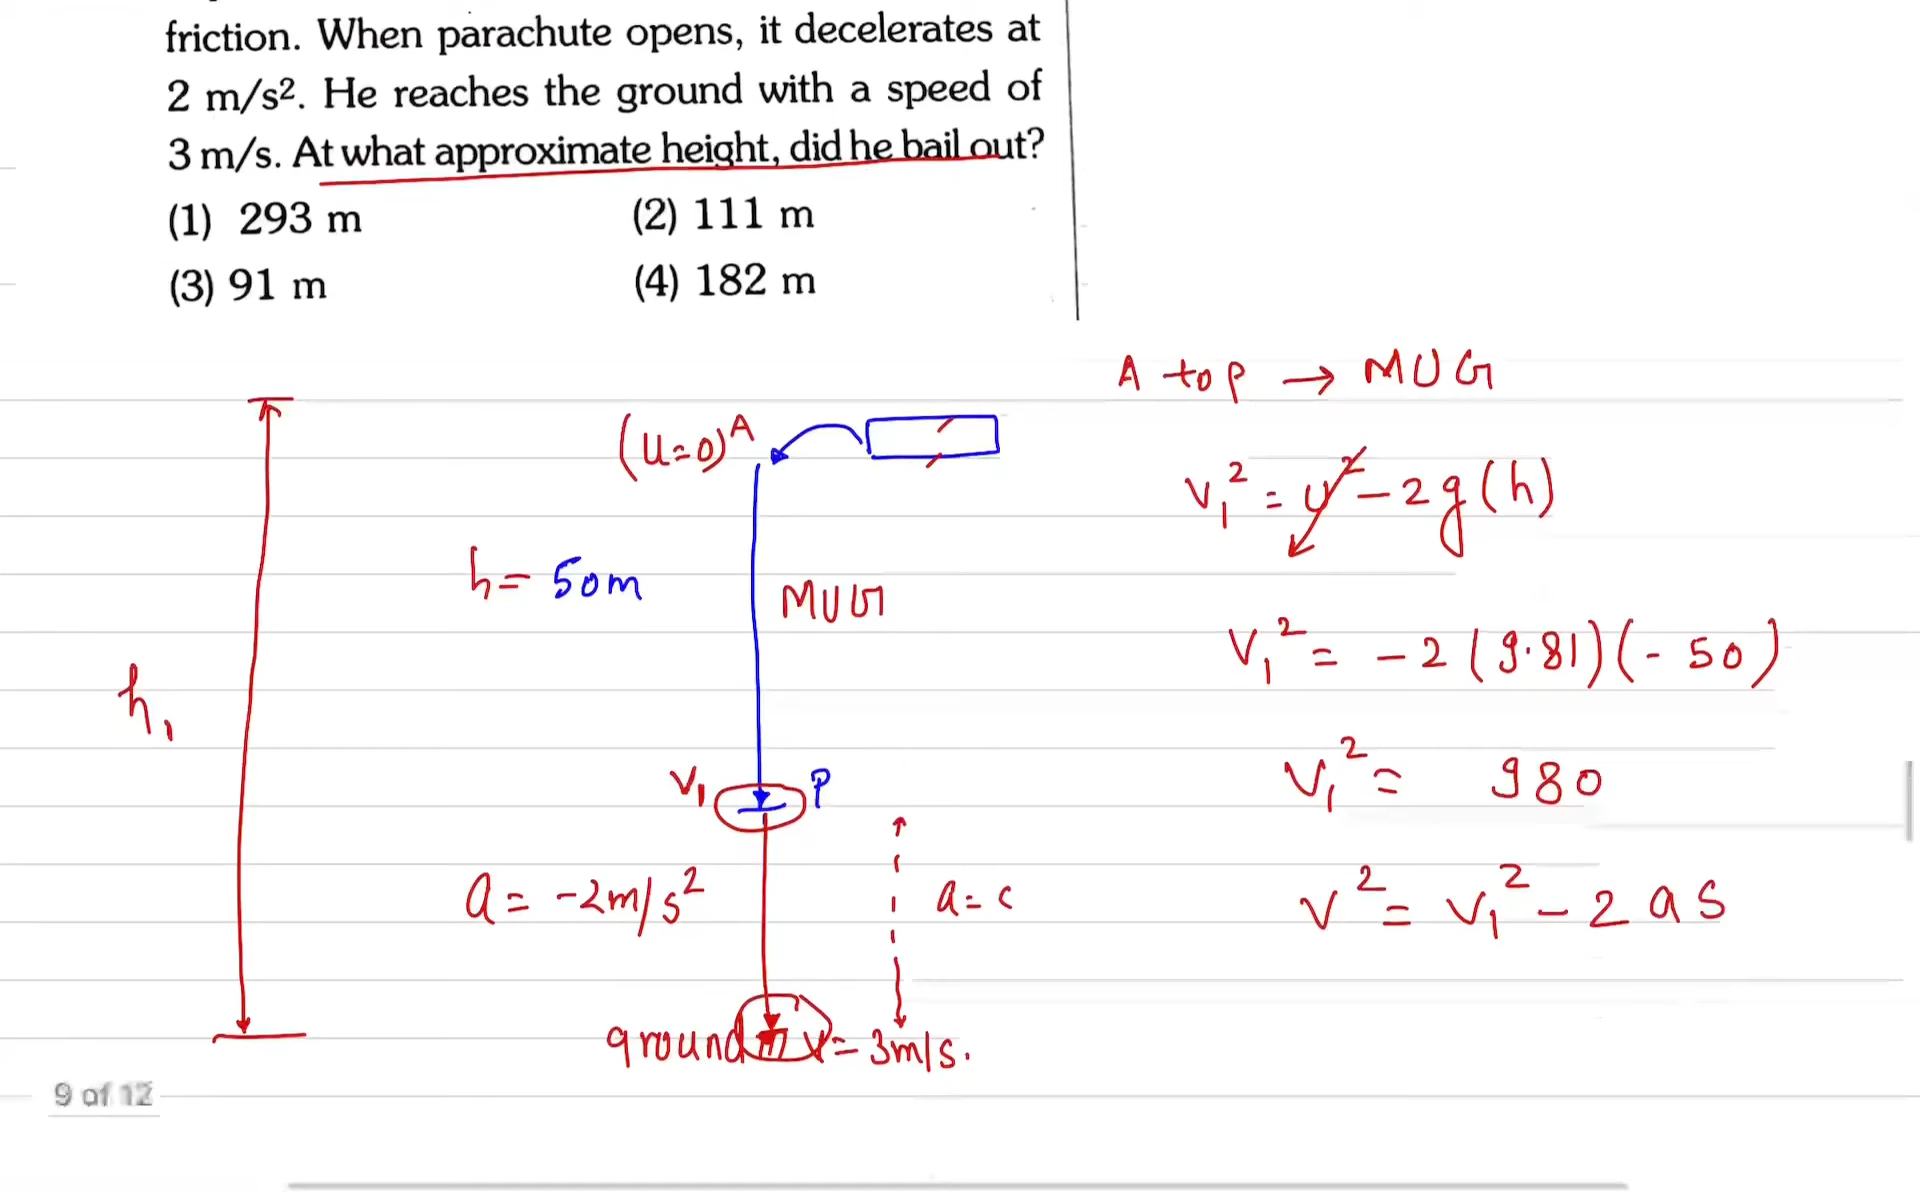 friction. When parachute opens, it decelerates at
2 m/s². He reaches the ground with a speed of
3 m/s. At what approximate height, did he bail out?
(1) 293 m (2) 111 m
(3) 91 m (4) 182 m
A to P → MUG
(u=0) A
v₁² = u² - 2g(h)
h = 50m
MUG
v₁² = -2(9.81)(-50)
h₁
v₁ P
v₁² = 980
a = -2m/s² a = c
v² = v₁² - 2as
ground v = 3m/s.
9 of 12